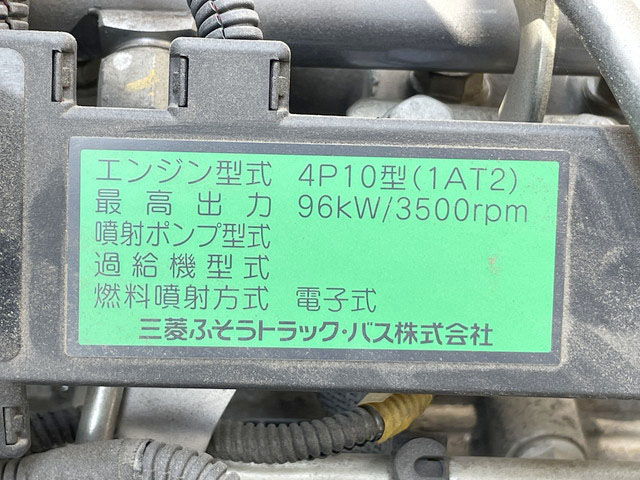 エンジン型式 4P10型(1AT2)
最高出力 96kW/3500rpm
噴射ポンプ型式
過給機型式
燃料噴射方式 電子式
三菱ふそうトラック・バス株式会社